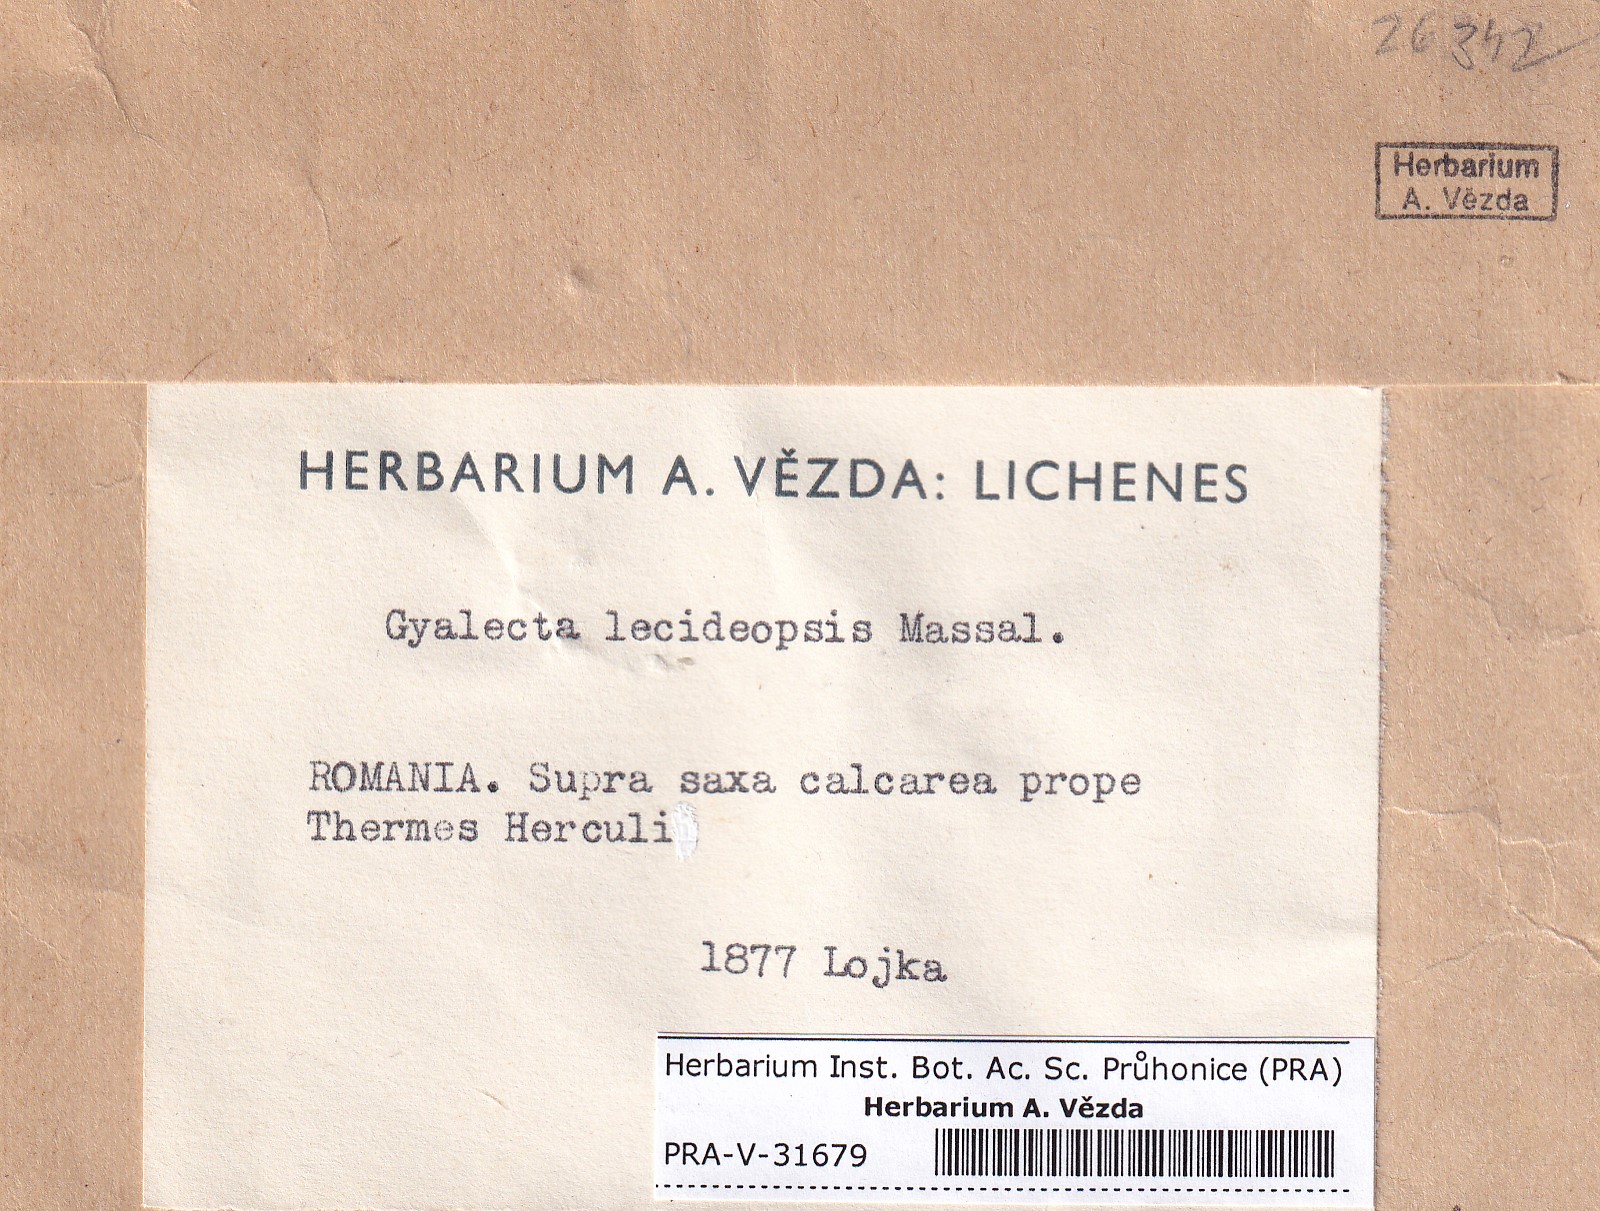 26342
Herbarium
A. Vězda
HERBARIUM A. VĚZDA: LICHENES
Gyalecta lecideopsis Massal.
ROMANIA. Supra saxa calcarea prope
Thermes Herculi
1877 Lojka
Herbarium Inst. Bot. Ac. Sc. Průhonice (PRA)
Herbarium A. Vězda
PRA-V-31679